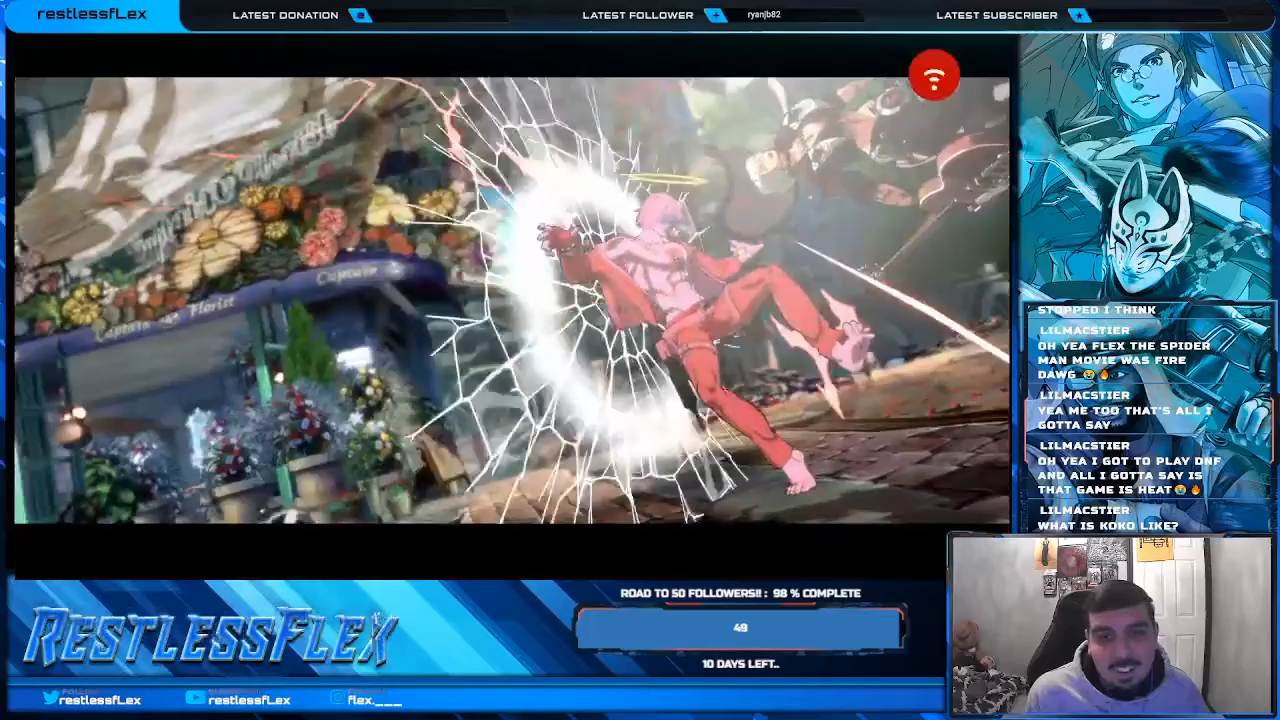 restlessfLex
LATEST DONATION
LATEST FOLLOWER
ryanjb82
LATEST SUBSCRIBER
Captain
Captain Florist
STOPPED I THINK
LILMACSTIER
OH YEA FLEX THE SPIDER
MAN MOVIE WAS FIRE
DAWG 😫🔥
LILMACSTIER
YEA ME TOO THAT'S ALL I
GOTTA SAY
LILMACSTIER
OH YEA I GOT TO PLAY DNF
AND ALL I GOTTA SAY IS
THAT GAME IS HEAT😭🔥
LILMACSTIER
WHAT IS KOKO LIKE?
ROAD TO 50 FOLLOWERS!! : 98 % COMPLETE
49
10 DAYS LEFT..
RESTLESSFLEX
restlessfLex
restlessfLex
flex.___